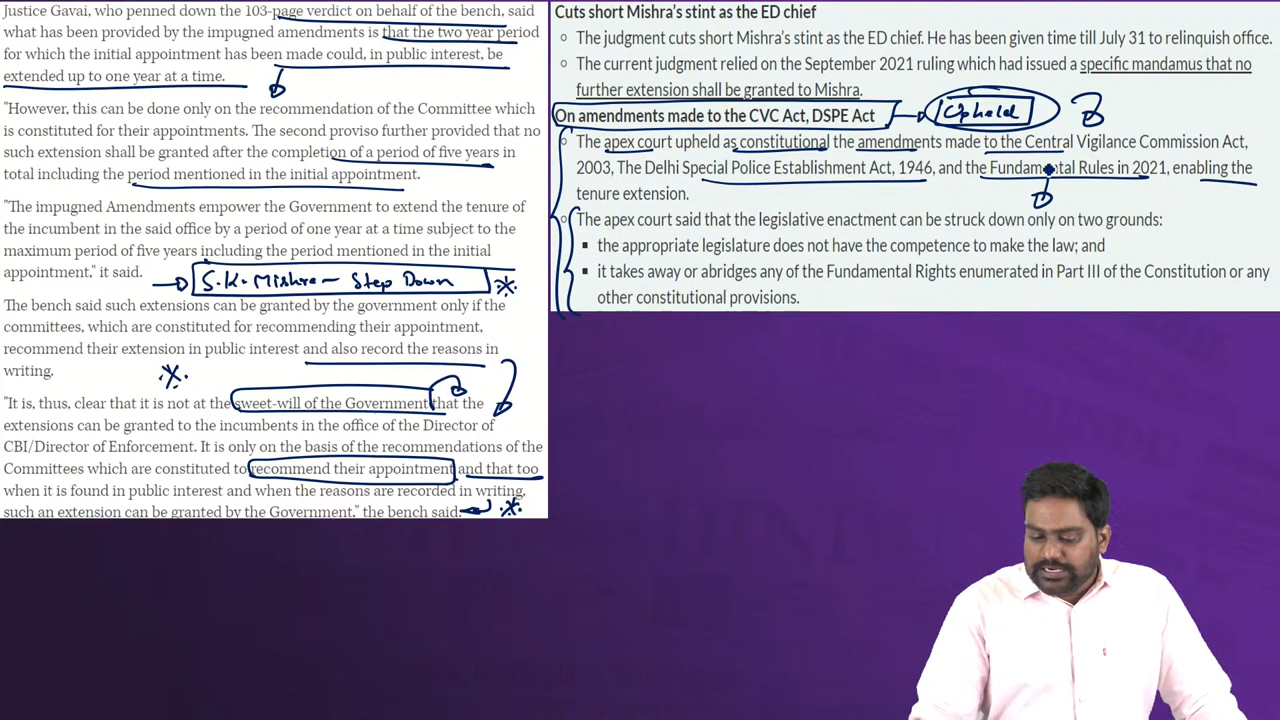 Justice Gavai, who penned down the 103-page verdict on behalf of the bench, said
what has been provided by the impugned amendments is that the two year period
for which the initial appointment has been made could, in public interest, be
extended up to one year at a time.
"However, this can be done only on the recommendation of the Committee which
is constituted for their appointments. The second proviso further provided that no
such extension shall be granted after the completion of a period of five years in
total including the period mentioned in the initial appointment.
"The impugned Amendments empower the Government to extend the tenure of
the incumbent in the said office by a period of one year at a time subject to the
maximum period of five years including the period mentioned in the initial
appointment," it said.
S.K. Mishra - Step Down
The bench said such extensions can be granted by the government only if the
committees, which are constituted for recommending their appointment,
recommend their extension in public interest and also record the reasons in
writing.
"It is, thus, clear that it is not at the sweet-will of the Government that the
extensions can be granted to the incumbents in the office of the Director of
CBI/Director of Enforcement. It is only on the basis of the recommendations of the
Committees which are constituted to recommend their appointment and that too
when it is found in public interest and when the reasons are recorded in writing,
such an extension can be granted by the Government," the bench said.
Cuts short Mishra's stint as the ED chief
The judgment cuts short Mishra's stint as the ED chief. He has been given time till July 31 to relinquish office.
The current judgment relied on the September 2021 ruling which had issued a specific mandamus that no
further extension shall be granted to Mishra.
On amendments made to the CVC Act, DSPE Act
Upheld
The apex court upheld as constitutional the amendments made to the Central Vigilance Commission Act,
2003, The Delhi Special Police Establishment Act, 1946, and the Fundamental Rules in 2021, enabling the
tenure extension.
The apex court said that the legislative enactment can be struck down only on two grounds:
the appropriate legislature does not have the competence to make the law; and
it takes away or abridges any of the Fundamental Rights enumerated in Part III of the Constitution or any
other constitutional provisions.